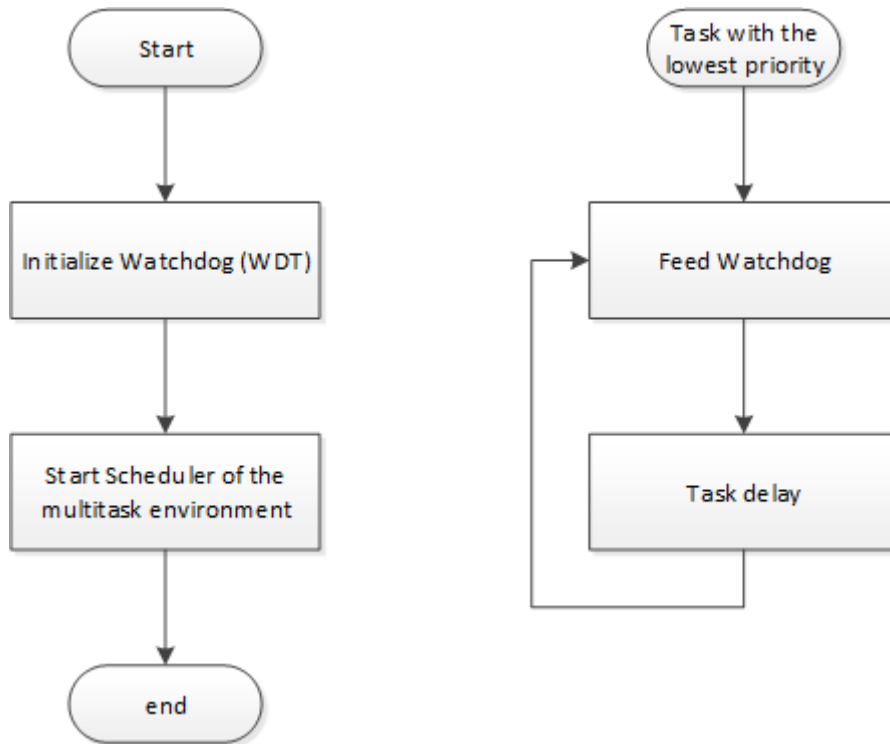 Start
Initialize Watchdog (WDT)
Start Scheduler of the
multitask environment
end
Task with the
lowest priority
Feed Watchdog
Task delay